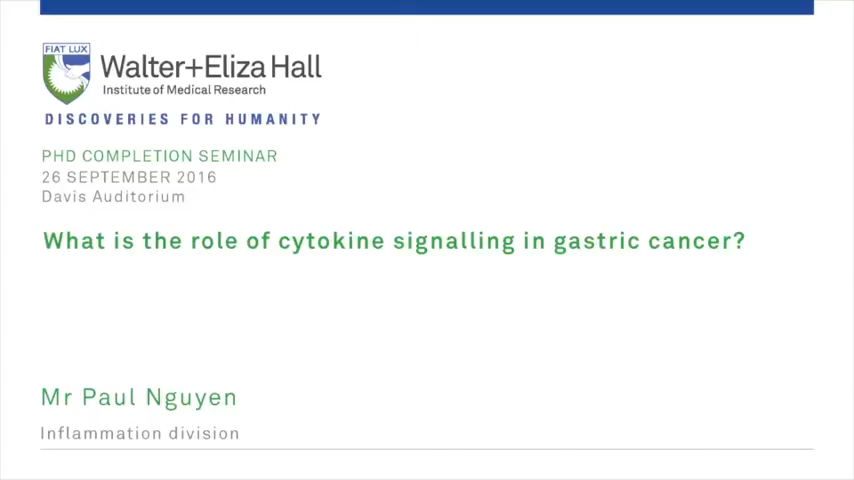 FIAT LUX
Walter+Eliza Hall
Institute of Medical Research
DISCOVERIES FOR HUMANITY
PHD COMPLETION SEMINAR
26 SEPTEMBER 2016
Davis Auditorium
What is the role of cytokine signalling in gastric cancer?
Mr Paul Nguyen
Inflammation division